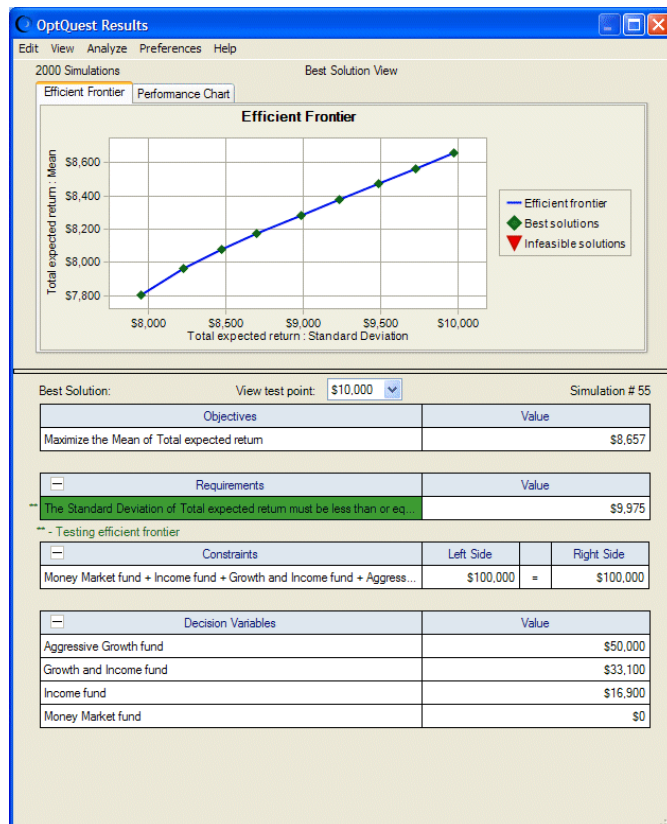 OptQuest Results
Edit View Analyze Preferences Help
2000 Simulations Best Solution View
Efficient Frontier Performance Chart
Efficient Frontier
Total expected return : Mean
$8,600
$8,400
$8,200
$8,000
$7,800
$8,000 $8,500 $9,000 $9,500 $10,000
Total expected return : Standard Deviation
Efficient frontier
Best solutions
Infeasible solutions
Best Solution: View test point: $10,000 Simulation # 55
Objectives Value
Maximize the Mean of Total expected return $8,657
Requirements Value
** The Standard Deviation of Total expected return must be less than or eq... $9,975
** - Testing efficient frontier
Constraints Left Side Right Side
Money Market fund + Income fund + Growth and Income fund + Aggress... $100,000 = $100,000
Decision Variables Value
Aggressive Growth fund $50,000
Growth and Income fund $33,100
Income fund $16,900
Money Market fund $0